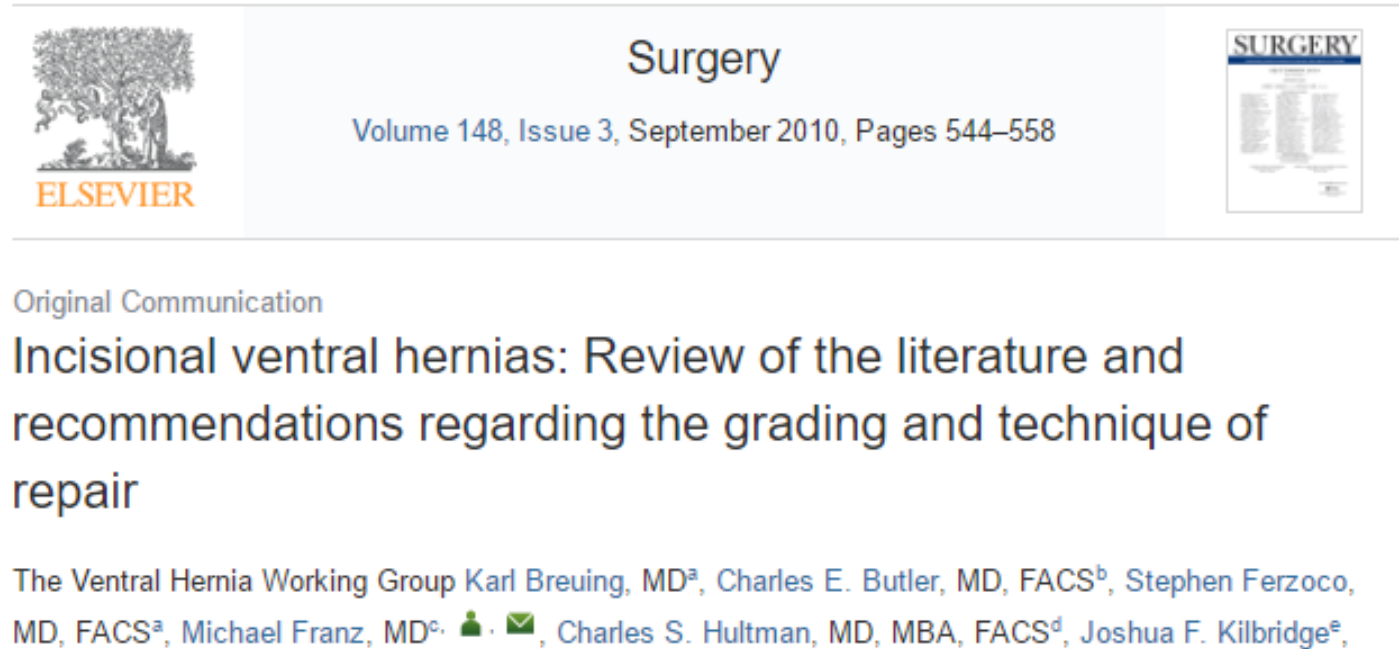 Surgery
SURGERY
Volume 148, Issue 3, September 2010, Pages 544–558
ELSEVIER
Original Communication
Incisional ventral hernias: Review of the literature and
recommendations regarding the grading and technique of
repair
The Ventral Hernia Working Group Karl Breuing, MDᵃ, Charles E. Butler, MD, FACSᵇ, Stephen Ferzoco,
MD, FACSᵃ, Michael Franz, MDᶜ, , , Charles S. Hultman, MD, MBA, FACSᵈ, Joshua F. Kilbridgeᵉ,